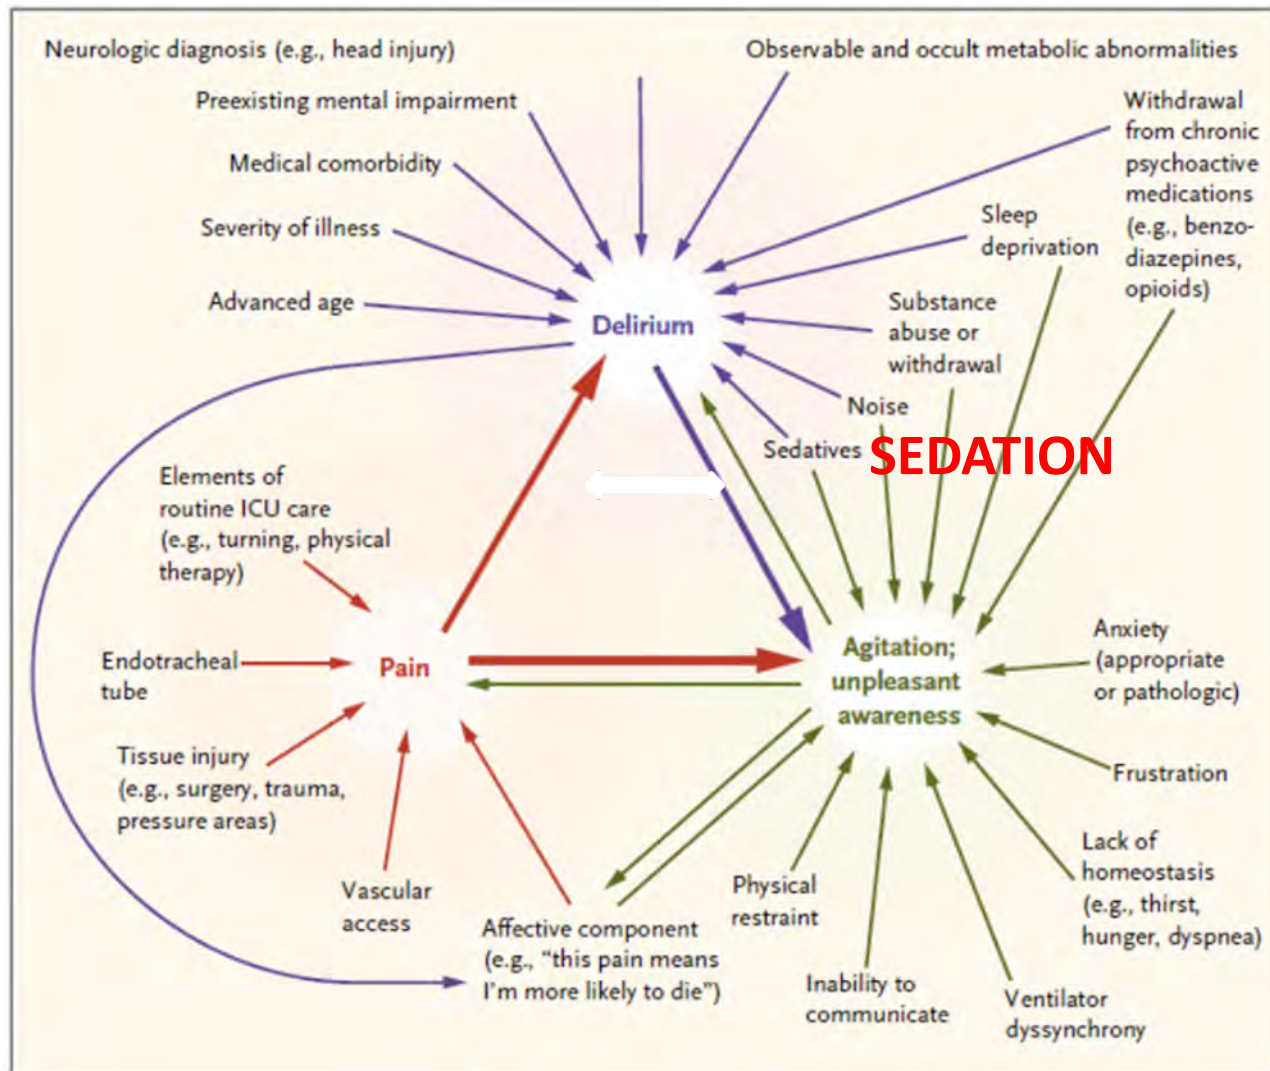 Neurologic diagnosis (e.g., head injury)
Observable and occult metabolic abnormalities
Preexisting mental impairment
Withdrawal
from chronic
psychoactive
medications
(e.g., benzo-
diazepines,
opioids)
Medical comorbidity
Sleep
deprivation
Severity of illness
Advanced age
Substance
abuse or
withdrawal
Delirium
Noise
Sedatives
SEDATION
Elements of
routine ICU care
(e.g., turning, physical
therapy)
Endotracheal
tube
Pain
Agitation;
unpleasant
awareness
Anxiety
(appropriate
or pathologic)
Tissue injury
(e.g., surgery, trauma,
pressure areas)
Frustration
Vascular
access
Affective component
(e.g., “this pain means
I’m more likely to die”)
Physical
restraint
Lack of
homeostasis
(e.g., thirst,
hunger, dyspnea)
Inability to
communicate
Ventilator
dyssynchrony